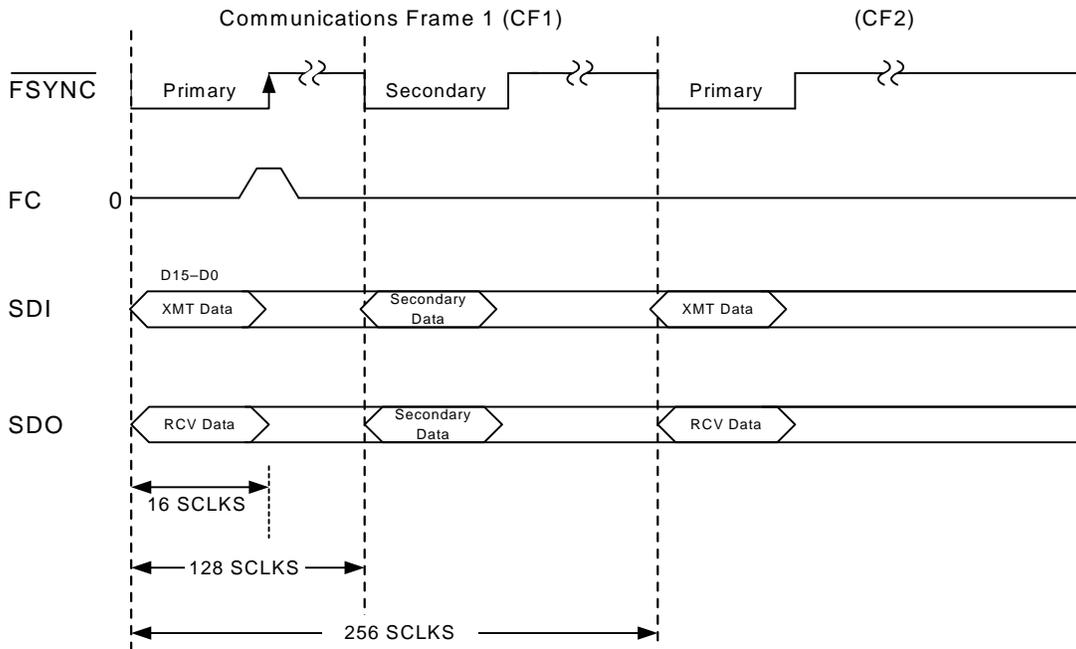 Communications Frame 1 (CF1)
(CF2)
FSYNC
Primary
Secondary
Primary
FC
0
D15–D0
SDI
XMT Data
Secondary
Data
XMT Data
SDO
RCV Data
Secondary
Data
RCV Data
16 SCLKS
128 SCLKS
256 SCLKS